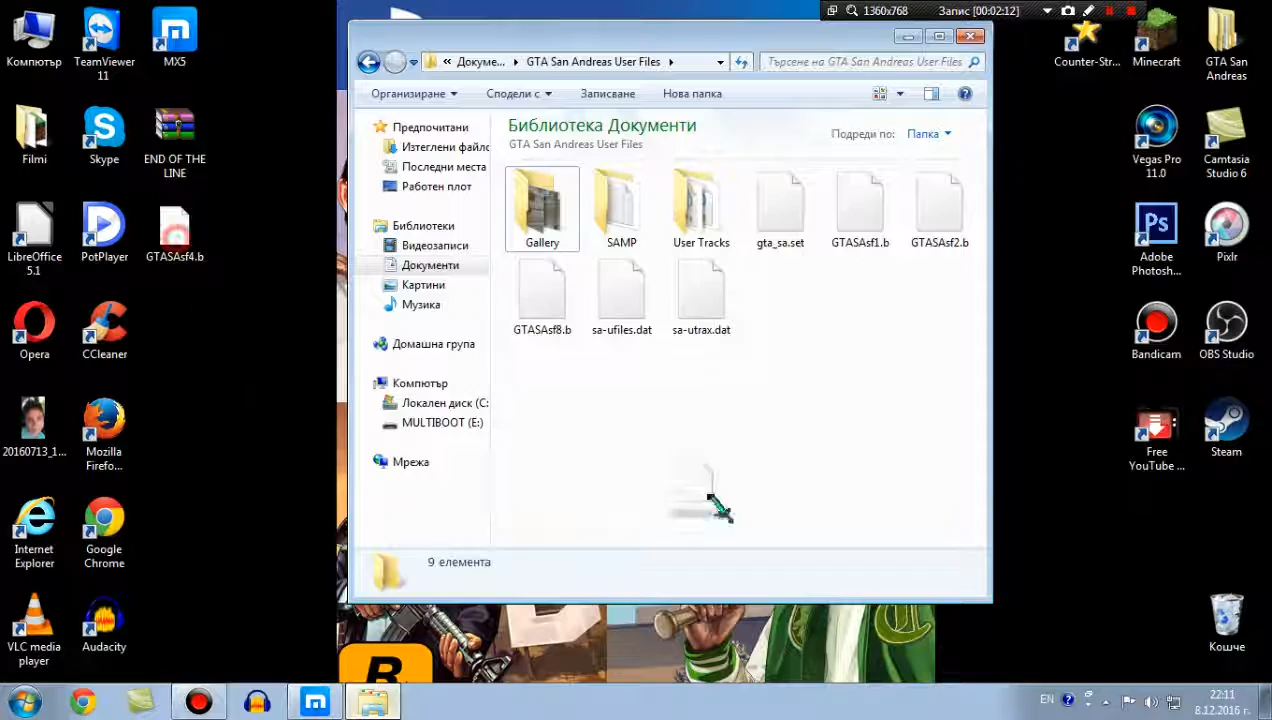 1360x768
Запис [00:02:12]
Компютър
TeamViewer
11
MX5
Filmi
Skype
END OF THE
LINE
LibreOffice
5.1
PotPlayer
GTASAsf4.b
Opera
CCleaner
20160713_1...
Mozilla
Firefo...
Internet
Explorer
Google
Chrome
VLC media
player
Audacity
« Докуме...
GTA San Andreas User Files
Търсене на GTA San Andreas User Files
Организиране
Сподели с
Записване
Нова папка
Предпочитани
Изтеглени файло
Последни места
Работен плот
Библиотеки
Видеозаписи
Документи
Картини
Музика
Домашна група
Компютър
Локален диск (C:
MULTIBOOT (E:)
Мрежа
Библиотека Документи
GTA San Andreas User Files
Подреди по:
Папка
Gallery
SAMP
User Tracks
gta_sa.set
GTASAsf1.b
GTASAsf2.b
GTASAsf8.b
sa-ufiles.dat
sa-utrax.dat
9 елемента
Counter-Str...
Minecraft
GTA San
Andreas
Vegas Pro
11.0
Camtasia
Studio 6
Adobe
Photosh...
Pixlr
Bandicam
OBS Studio
Free
YouTube ...
Steam
Кошче
R
EN
22:11
8.12.2016 г.